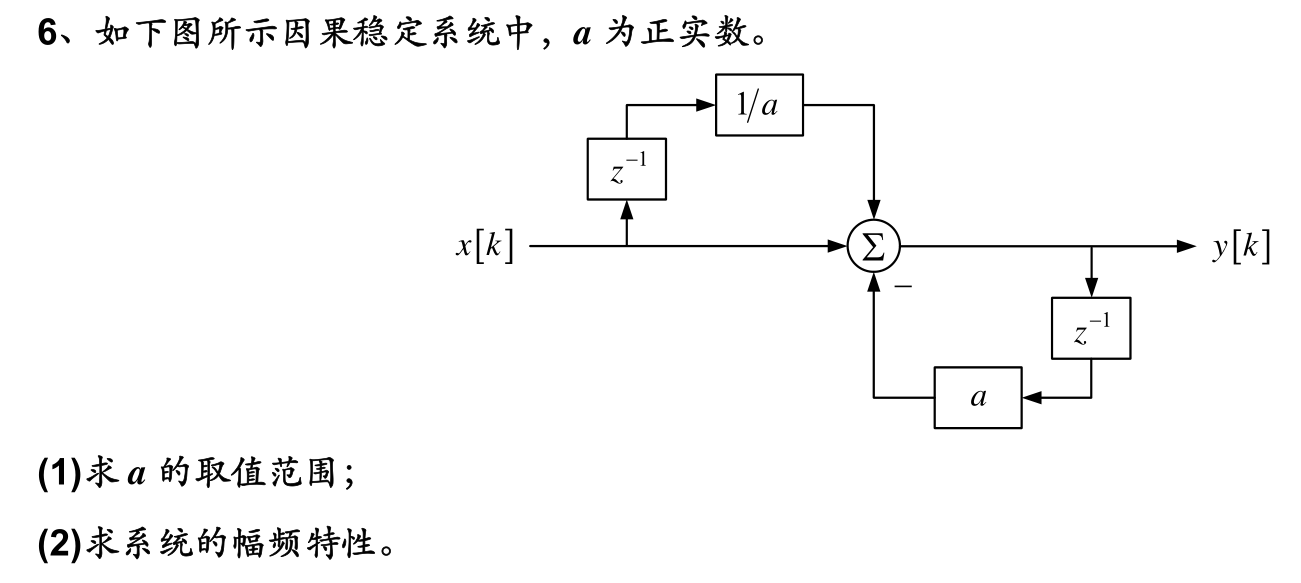 6、如下图所示因果稳定系统中，a 为正实数。
1/a
z⁻¹
x[k]
Σ
y[k]
−
z⁻¹
a
(1)求 a 的取值范围；
(2)求系统的幅频特性。